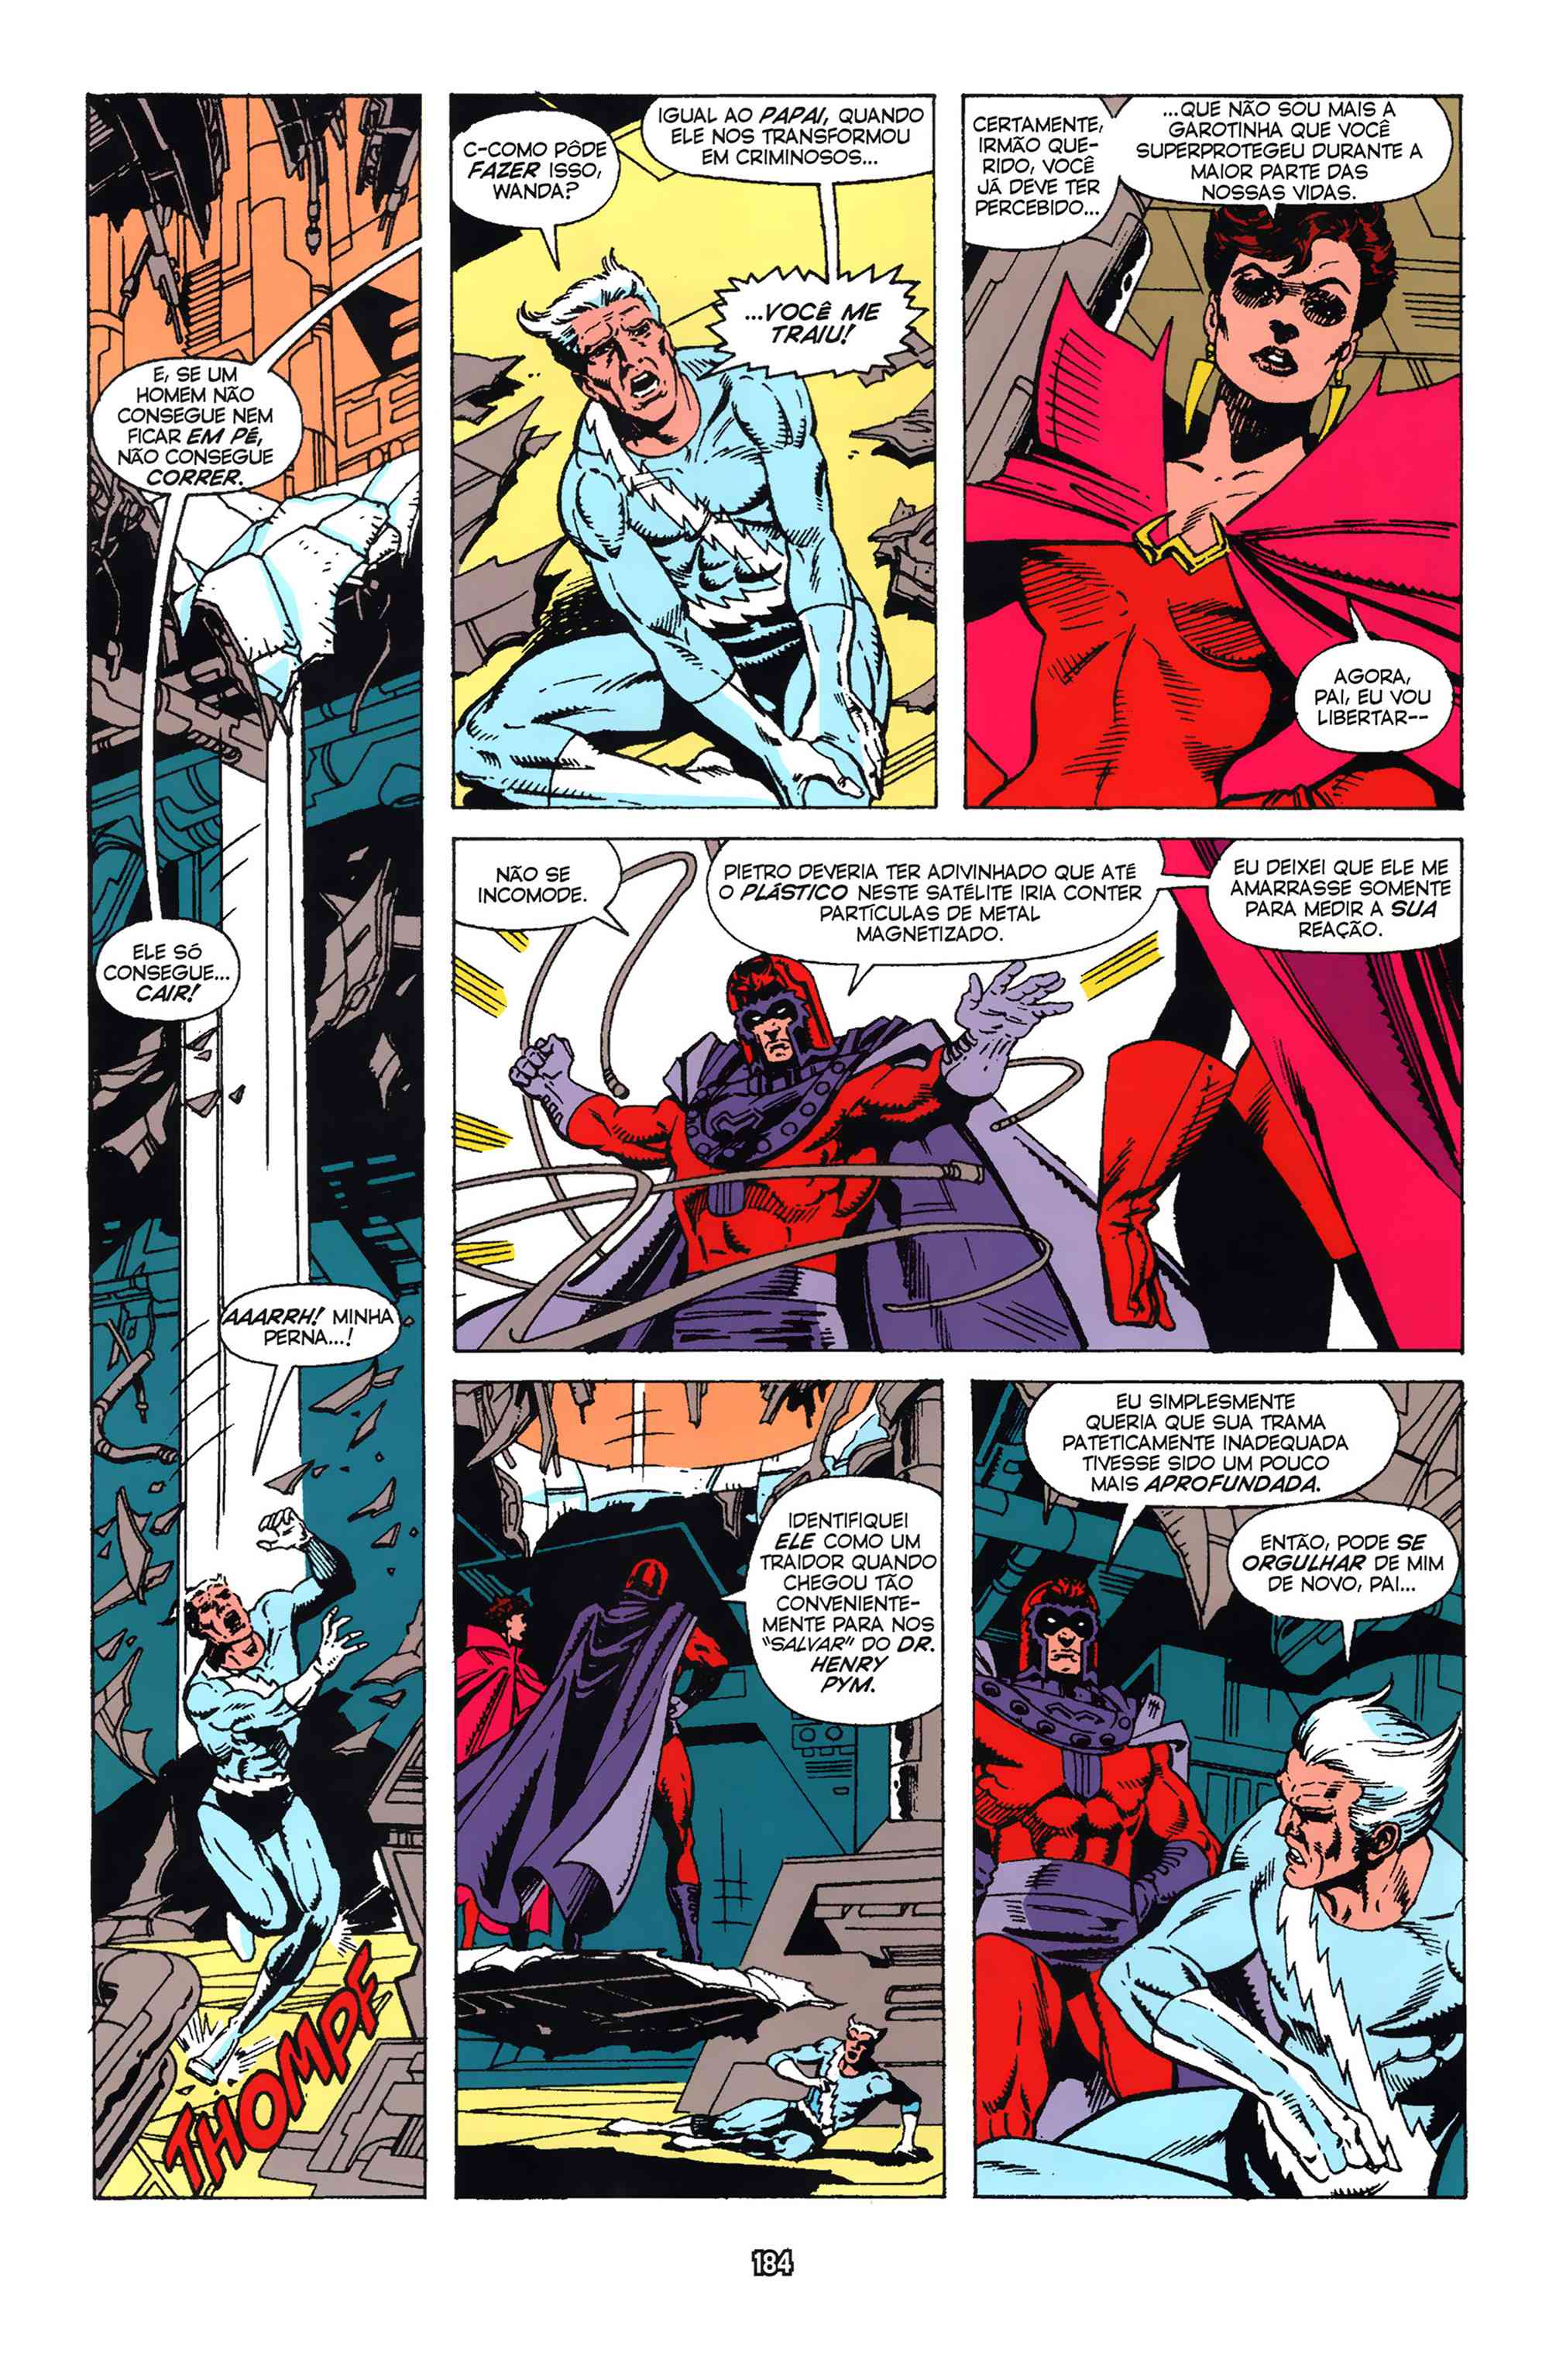 E, SE UM
HOMEM NÃO
CONSEGUE NEM
FICAR EM PÉ,
NÃO CONSEGUE
CORRER.
ELE SÓ
CONSEGUE...
CAIR!
AAARRH! MINHA
PERNA...!
THOMPF
C-COMO PÔDE
FAZER ISSO,
WANDA?
IGUAL AO PAPAI, QUANDO
ELE NOS TRANSFORMOU
EM CRIMINOSOS...
...VOCÊ ME
TRAIU!
CERTAMENTE,
IRMÃO QUE-
RIDO, VOCÊ
JÁ DEVE TER
PERCEBIDO...
...QUE NÃO SOU MAIS A
GAROTINHA QUE VOCÊ
SUPERPROTEGEU DURANTE A
MAIOR PARTE DAS
NOSSAS VIDAS.
AGORA,
PAI, EU VOU
LIBERTAR--
NÃO SE
INCOMODE.
PIETRO DEVERIA TER ADIVINHADO QUE ATÉ
O PLÁSTICO NESTE SATÉLITE IRIA CONTER
PARTÍCULAS DE METAL
MAGNETIZADO.
EU DEIXEI QUE ELE ME
AMARRASSE SOMENTE
PARA MEDIR A SUA
REAÇÃO.
IDENTIFIQUEI
ELE COMO UM
TRAIDOR QUANDO
CHEGOU TÃO
CONVENIENTE-
MENTE PARA NOS
"SALVAR" DO DR.
HENRY
PYM.
EU SIMPLESMENTE
QUERIA QUE SUA TRAMA
PATETICAMENTE INADEQUADA
TIVESSE SIDO UM POUCO
MAIS APROFUNDADA.
ENTÃO, PODE SE
ORGULHAR DE MIM
DE NOVO, PAI...
184